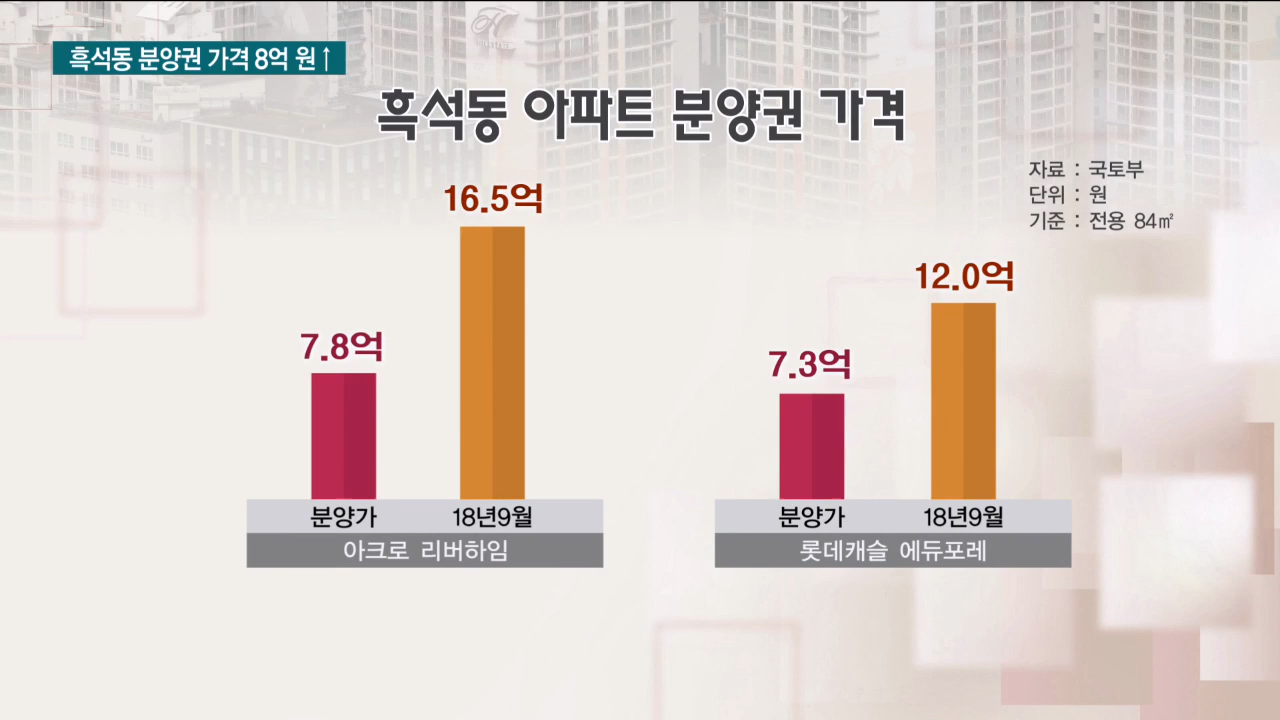 흑석동 분양권 가격 8억 원↑
흑석동 아파트 분양권 가격
자료 : 국토부
단위 : 원
기준 : 전용 84㎡
16.5억
7.8억
12.0억
7.3억
분양가 18년9월
아크로 리버하임
분양가 18년9월
롯데캐슬 에듀포레